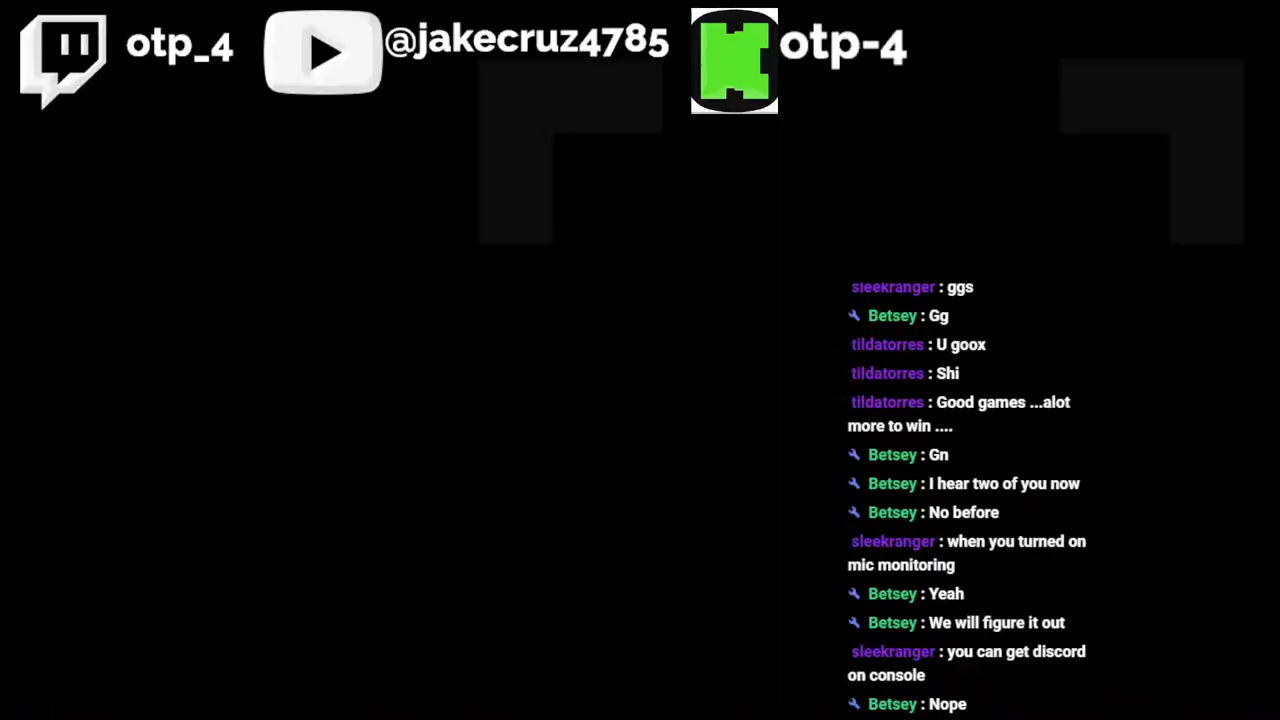 otp_4
@jakecruz4785
otp-4
sleekranger : ggs
Betsey : Gg
tildatorres : U goox
tildatorres : Shi
tildatorres : Good games ...alot
more to win ....
Betsey : Gn
Betsey : I hear two of you now
Betsey : No before
sleekranger : when you turned on
mic monitoring
Betsey : Yeah
Betsey : We will figure it out
sleekranger : you can get discord
on console
Betsey : Nope